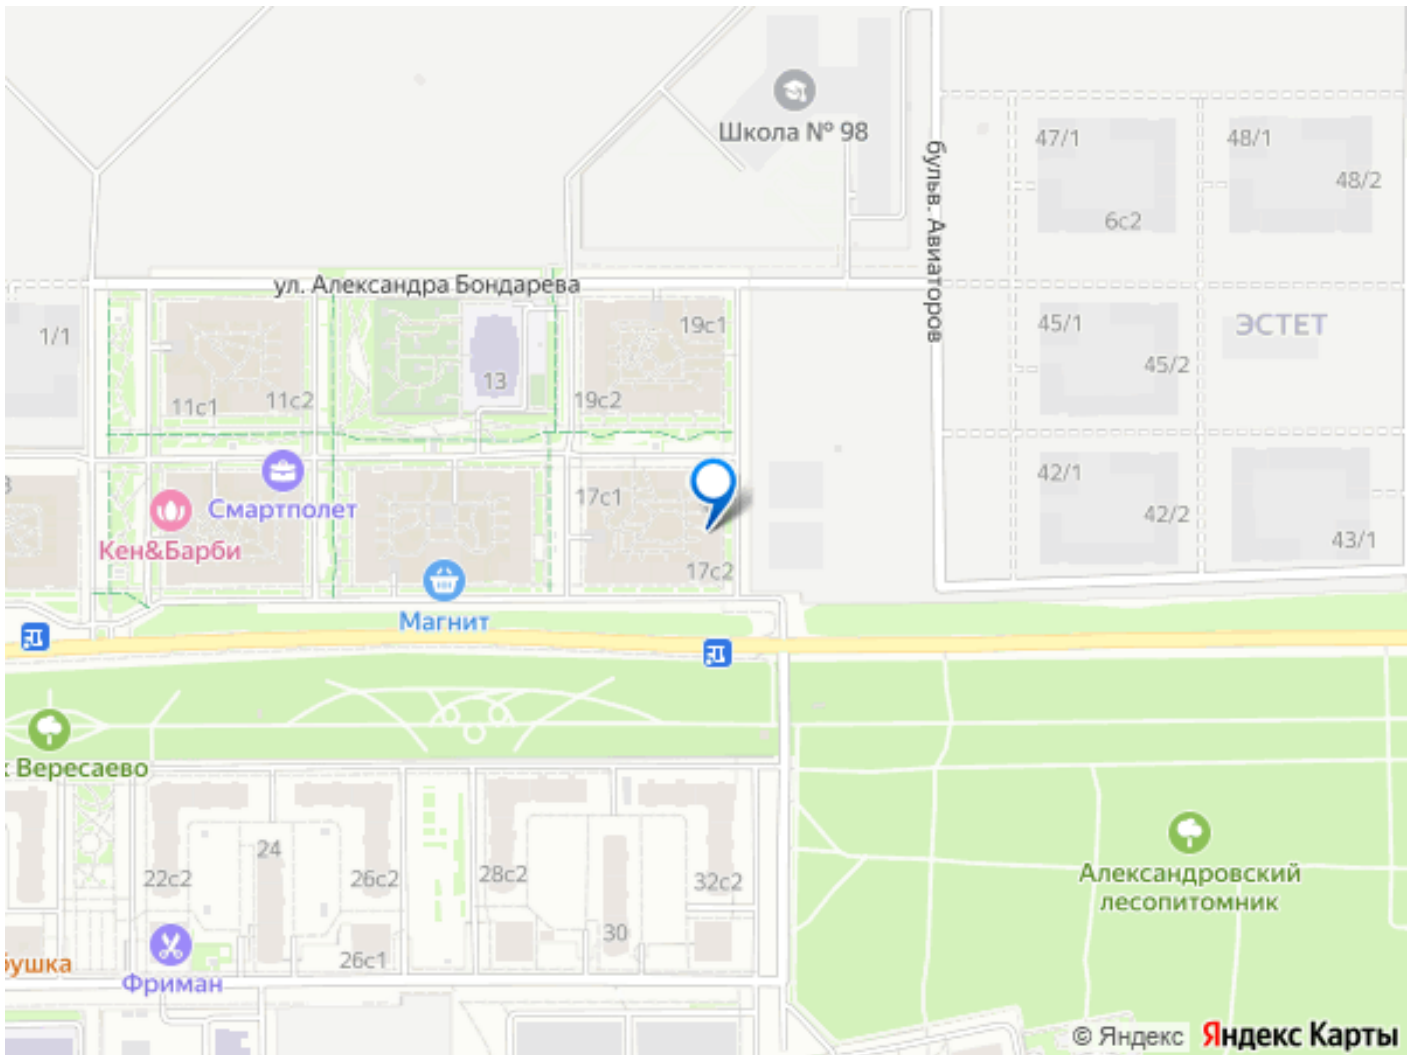 Школа № 98
47/1
48/1
48/2
6с2
бульв. Авиаторов
ул. Александра Бондарева
1/1
19с1
45/1
ЭСТЕТ
45/2
13
11с1
11с2
19с2
42/1
3
17с1
Смартполет
42/2
43/1
Кен&Барби
17с2
Магнит
к Вересаево
24
22с2
26с2
28с2
32с2
Александровский
лесопитомник
30
26с1
бушка
Фриман
© Яндекс
Яндекс Карты